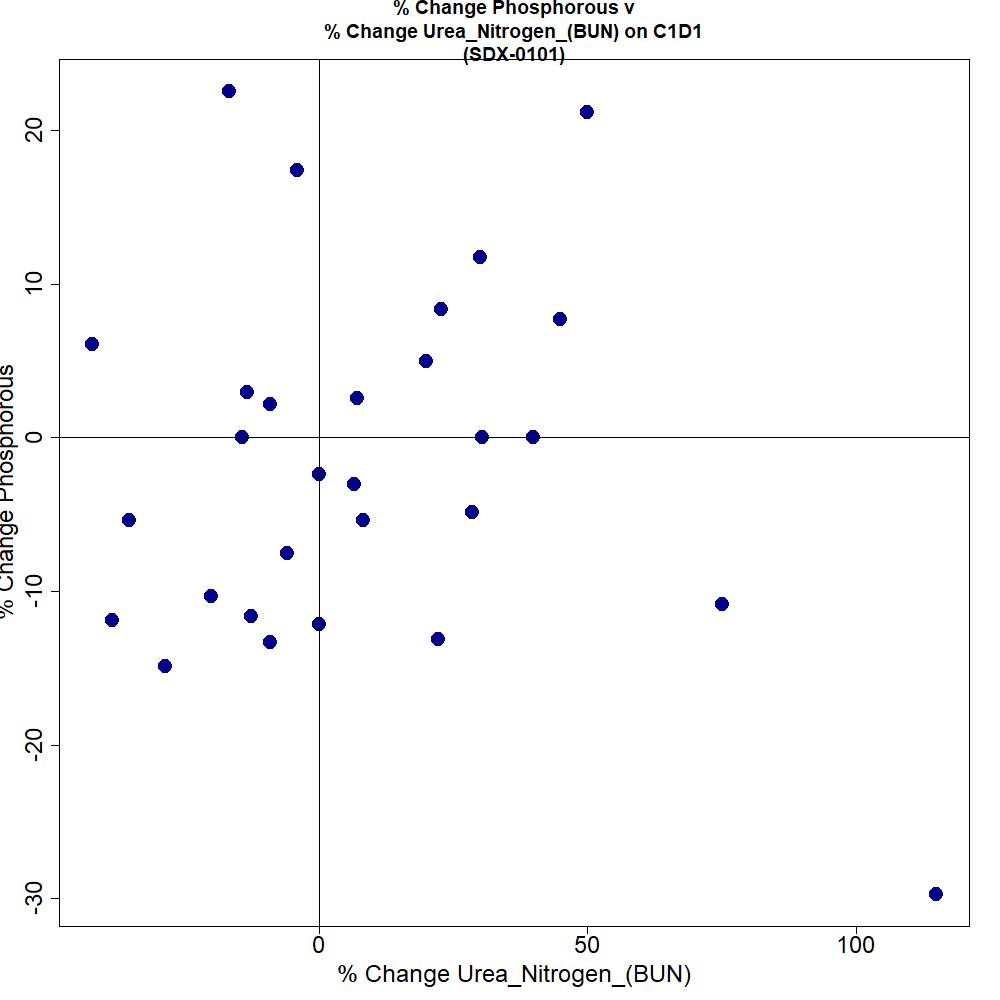 % Change Phosphorous v
% Change Urea_Nitrogen_(BUN) on C1D1
(SDX-0101)
20
10
0
-10
-20
-30
% Change Phosphorous
0 50 100
% Change Urea_Nitrogen_(BUN)